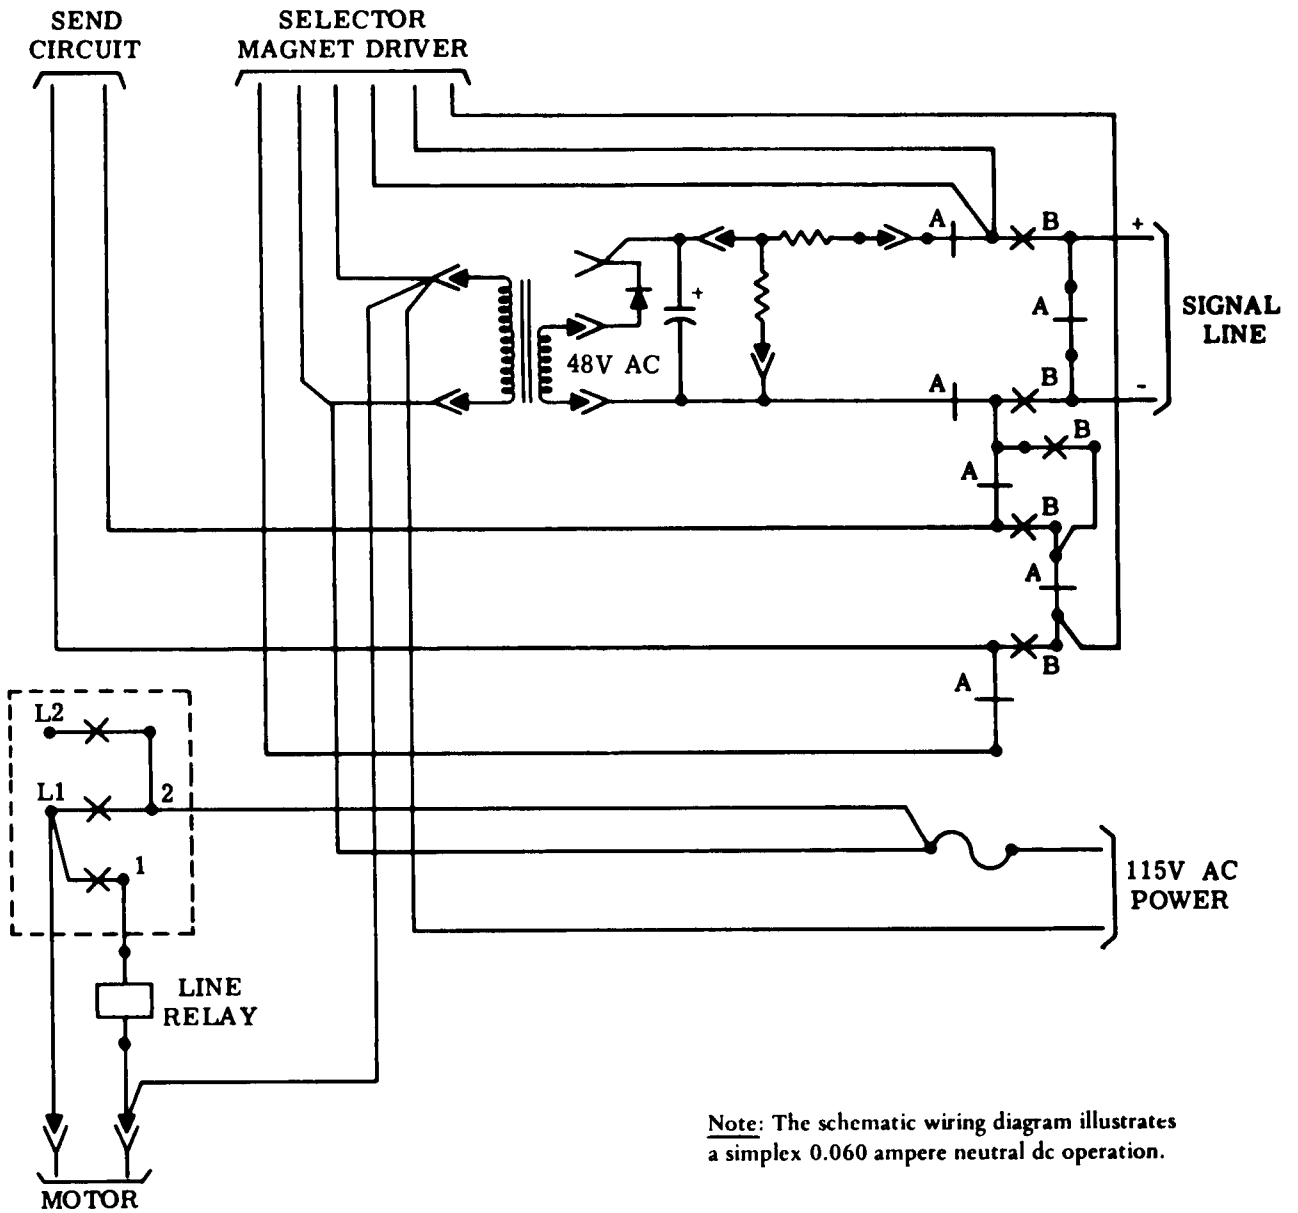 SEND
CIRCUIT
SELECTOR
MAGNET DRIVER
A
B
+
SIGNAL
LINE
+
A
48V AC
A
B
-
B
A
B
A
B
A
L2
L1
2
1
115V AC
POWER
LINE
RELAY
MOTOR
Note: The schematic wiring diagram illustrates
a simplex 0.060 ampere neutral dc operation.